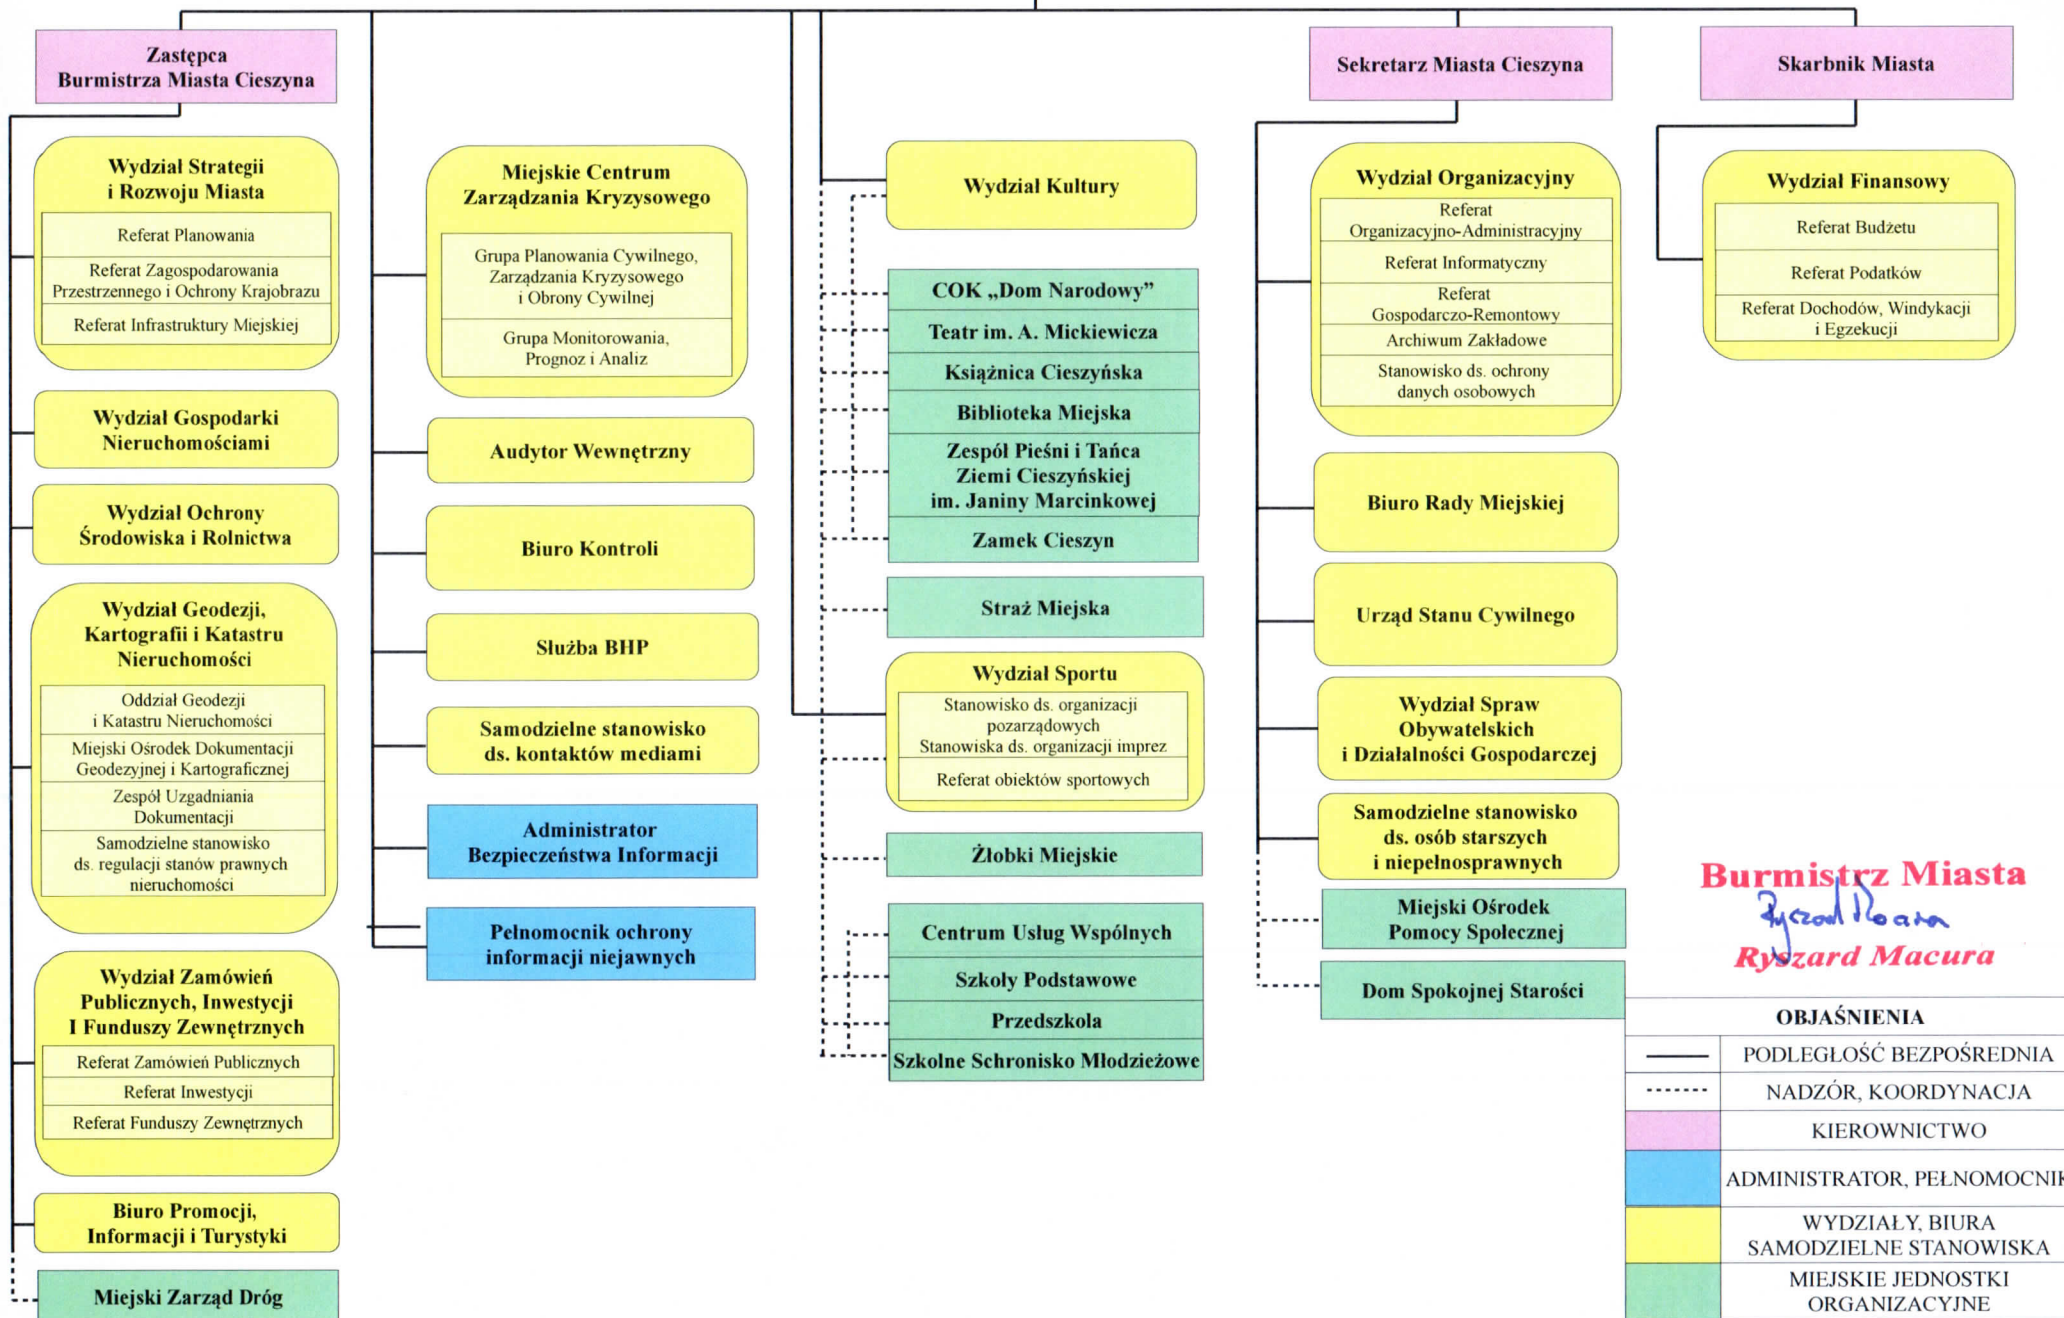 Zastępca
Burmistrza Miasta Cieszyna
Wydział Strategii
i Rozwoju Miasta
Referat Planowania
Referat Zagospodarowania
Przestrzennego i Ochrony Krajobrazu
Referat Infrastruktury Miejskiej
Wydział Gospodarki
Nieruchomościami
Wydział Ochrony
Środowiska i Rolnictwa
Wydział Geodezji,
Kartografii i Katastru
Nieruchomości
Oddział Geodezji
i Katastru Nieruchomości
Miejski Ośrodek Dokumentacji
Geodezyjnej i Kartograficznej
Zespół Uzgadniania
Dokumentacji
Samodzielne stanowisko
ds. regulacji stanów prawnych
nieruchomości
Wydział Zamówień
Publicznych, Inwestycji
I Funduszy Zewnętrznych
Referat Zamówień Publicznych
Referat Inwestycji
Referat Funduszy Zewnętrznych
Biuro Promocji,
Informacji i Turystyki
Miejski Zarząd Dróg
Miejskie Centrum
Zarządzania Kryzysowego
Grupa Planowania Cywilnego,
Zarządzania Kryzysowego
i Obrony Cywilnej
Grupa Monitorowania,
Prognoz i Analiz
Audytor Wewnętrzny
Biuro Kontroli
Służba BHP
Samodzielne stanowisko
ds. kontaktów mediami
Administrator
Bezpieczeństwa Informacji
Pełnomocnik ochrony
informacji niejawnych
Wydział Kultury
COK „Dom Narodowy”
Teatr im. A. Mickiewicza
Książnica Cieszyńska
Biblioteka Miejska
Zespół Pieśni i Tańca
Ziemi Cieszyńskiej
im. Janiny Marcinkowej
Zamek Cieszyn
Straż Miejska
Wydział Sportu
Stanowisko ds. organizacji
pozarządowych
Stanowiska ds. organizacji imprez
Referat obiektów sportowych
Żłobki Miejskie
Centrum Usług Wspólnych
Szkoły Podstawowe
Przedszkola
Szkolne Schronisko Młodzieżowe
Sekretarz Miasta Cieszyna
Wydział Organizacyjny
Referat
Organizacyjno-Administracyjny
Referat Informatyczny
Referat
Gospodarczo-Remontowy
Archiwum Zakładowe
Stanowisko ds. ochrony
danych osobowych
Biuro Rady Miejskiej
Urząd Stanu Cywilnego
Wydział Spraw
Obywatelskich
i Działalności Gospodarczej
Samodzielne stanowisko
ds. osób starszych
i niepełnosprawnych
Miejski Ośrodek
Pomocy Społecznej
Dom Spokojnej Starości
Skarbnik Miasta
Wydział Finansowy
Referat Budżetu
Referat Podatków
Referat Dochodów, Windykacji
i Egzekucji
Burmistrz Miasta
Ryszard Macura
OBJAŚNIENIA
PODLEGŁOŚĆ BEZPOŚREDNIA
NADZÓR, KOORDYNACJA
KIEROWNICTWO
ADMINISTRATOR, PEŁNOMOCNIK
WYDZIAŁY, BIURA
SAMODZIELNE STANOWISKA
MIEJSKIE JEDNOSTKI
ORGANIZACYJNE